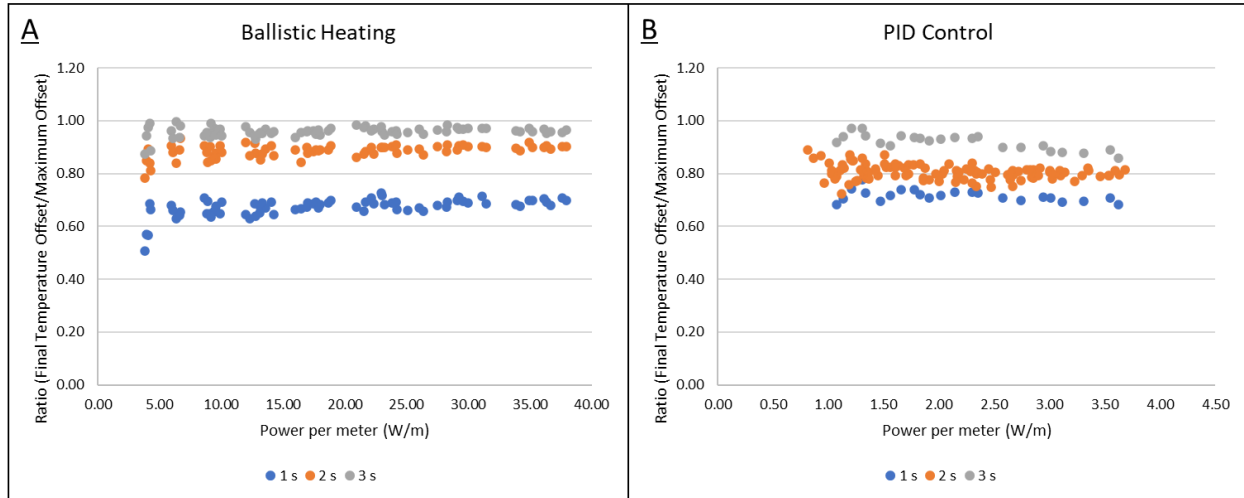 A
Ballistic Heating
Ratio (Final Temperature Offset/Maximum Offset)
1.20
1.00
0.80
0.60
0.40
0.20
0.00
0.00 5.00 10.00 15.00 20.00 25.00 30.00 35.00 40.00
Power per meter (W/m)
1 s 2 s 3 s
B
PID Control
Ratio (Final Temperature Offset/Maximum Offset)
1.20
1.00
0.80
0.60
0.40
0.20
0.00
0.00 0.50 1.00 1.50 2.00 2.50 3.00 3.50 4.00 4.50
Power per meter (W/m)
1 s 2 s 3 s